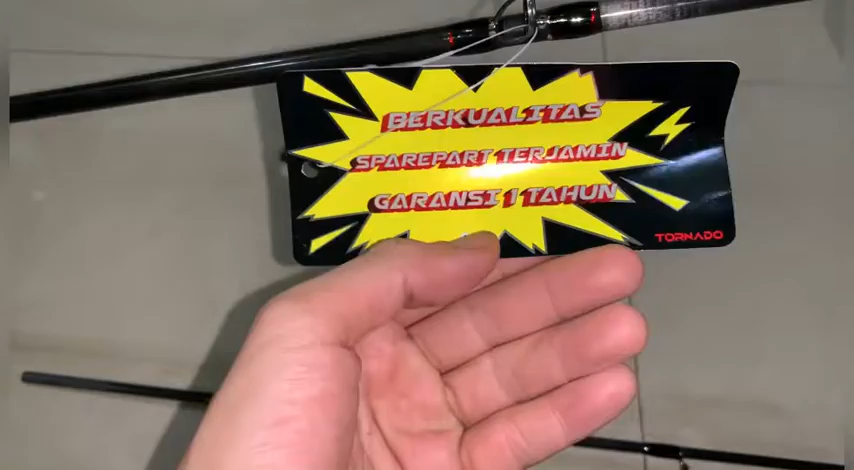 BERKUALITAS
SPAREPART TERJAMIN
GARANSI 1 TAHUN
TORNADO